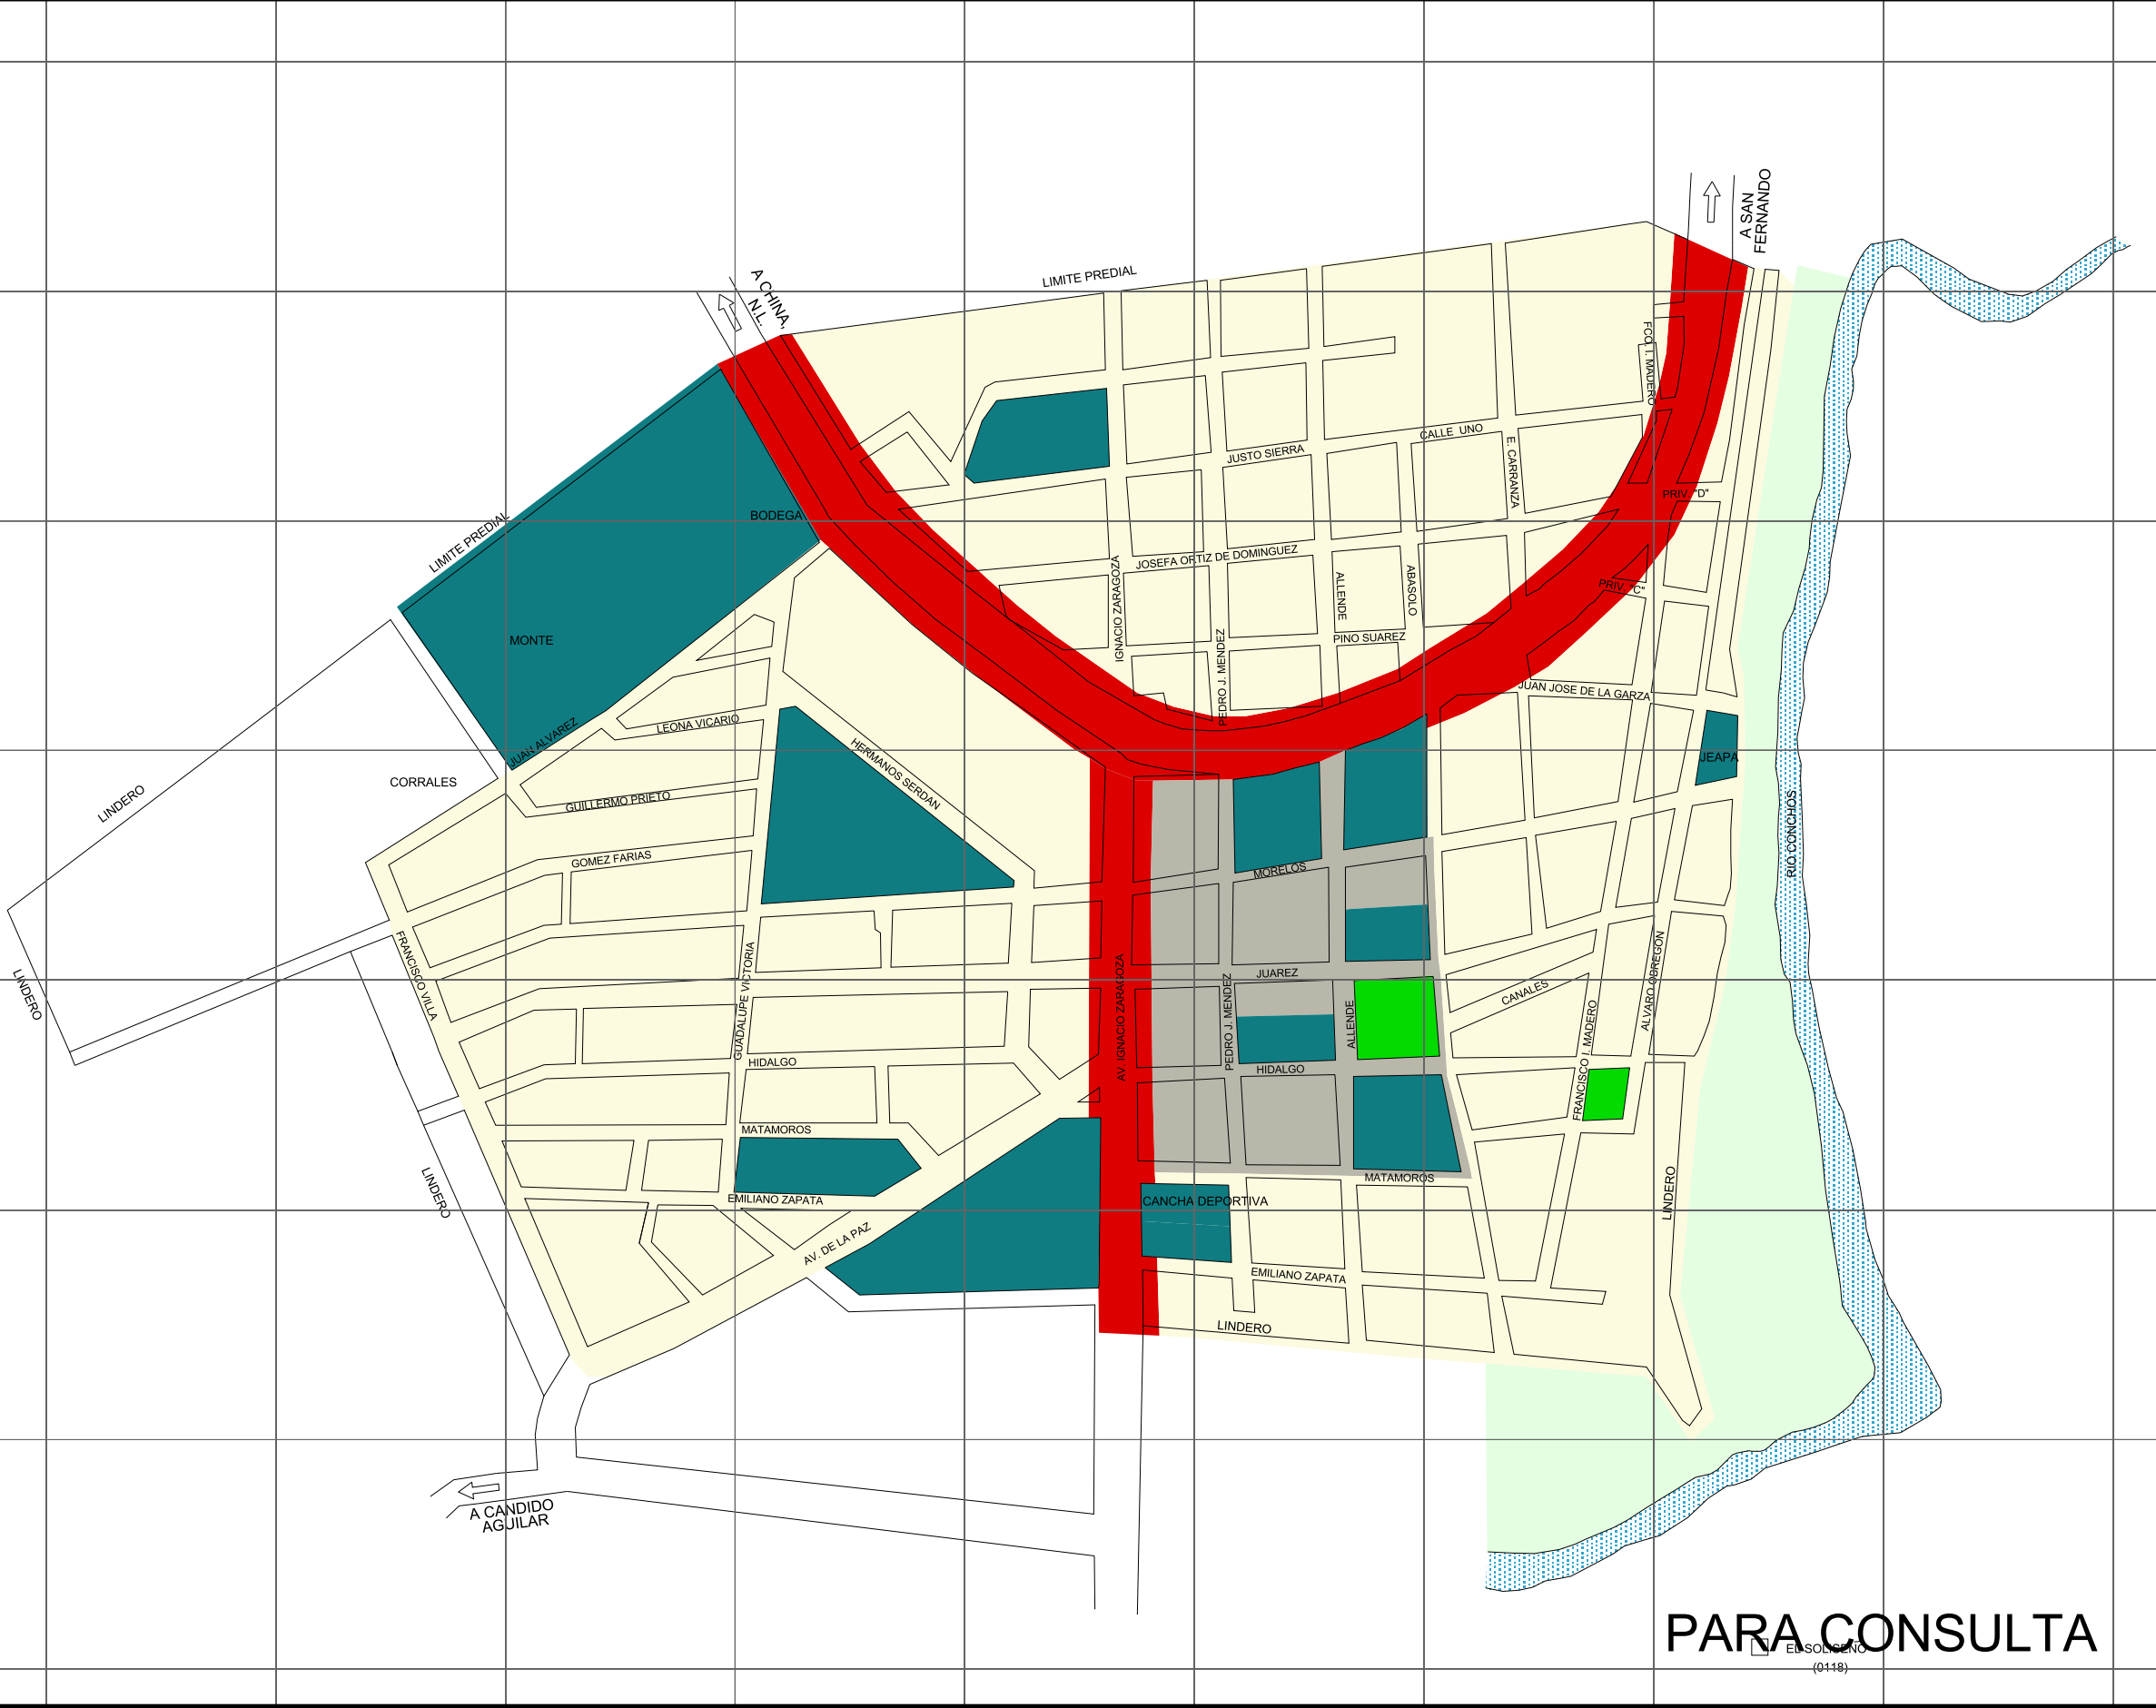 A SAN
FERNANDO
LIMITE PREDIAL
A CHINA,
N.L.
FCO. I. MADERO
CALLE UNO
JUSTO SIERRA
E. CARRANZA
PRIV. "D"
BODEGA
LIMITE PREDIAL
JOSEFA ORTIZ DE DOMINGUEZ
IGNACIO ZARAGOZA
ALLENDE
ABASOLO
PRIV. "C"
MONTE
PINO SUAREZ
PEDRO J. MENDEZ
JUAN JOSE DE LA GARZA
LEONA VICARIO
JUAN ALVAREZ
HERMANOS SERDAN
JEAPA
CORRALES
LINDERO
GUILLERMO PRIETO
RIO CONCHOS
GOMEZ FARIAS
MORELOS
FRANCISCO VILLA
GUADALUPE VICTORIA
AV. IGNACIO ZARAGOZA
JUAREZ
PEDRO J. MENDEZ
ALLENDE
CANALES
ALVARO OBREGON
LINDERO
FRANCISCO I. MADERO
HIDALGO
HIDALGO
MATAMOROS
LINDERO
MATAMOROS
LINDERO
EMILIANO ZAPATA
CANCHA DEPORTIVA
AV. DE LA PAZ
EMILIANO ZAPATA
LINDERO
A CANDIDO
AGUILAR
PARA CONSULTA
EL SOLISEÑO
(0118)